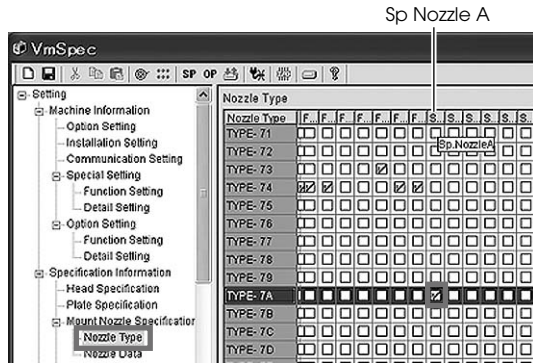 Sp Nozzle A
VmSpec
SP OP
Setting
Machine Information
Option Setting
Installation Setting
Communication Setting
Special Setting
Function Setting
Detail Setting
Option Setting
Function Setting
Detail Setting
Specification Information
Head Specification
Plate Specification
Mount Nozzle Specification
Nozzle Type
Nozzle Data
Nozzle Type
Nozzle Type F... F... F... F... F... F... F... S... S... S... S... S... S...
TYPE- 71
Sp.NozzleA
TYPE- 72
TYPE- 73
TYPE- 74
TYPE- 75
TYPE- 76
TYPE- 77
TYPE- 78
TYPE- 79
TYPE- 7A
TYPE- 7B
TYPE- 7C
TYPE- 7D